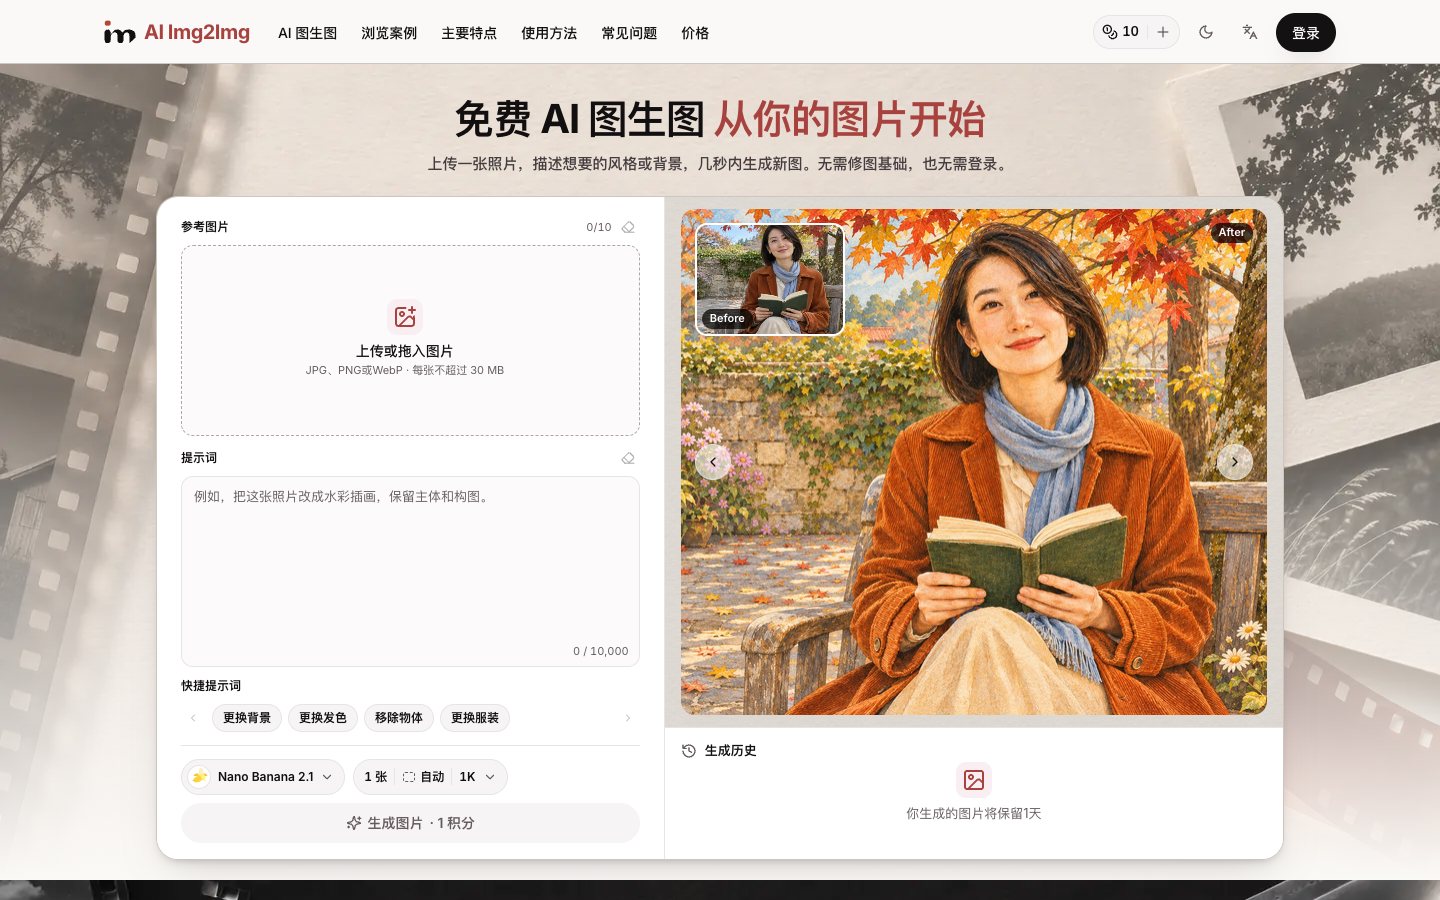 AI Img2Img
AI 图生图
浏览案例
主要特点
使用方法
常见问题
价格
10
登录
免费 AI 图生图 从你的图片开始
上传一张照片，描述想要的风格或背景，几秒内生成新图。无需修图基础，也无需登录。
参考图片
0/10
上传或拖入图片
JPG、PNG或WebP · 每张不超过 30 MB
提示词
例如，把这张照片改成水彩插画，保留主体和构图。
0 / 10,000
快捷提示词
更换背景
更换发色
移除物体
更换服装
Nano Banana 2.1
1 张
自动
1K
生成图片 · 1 积分
Before
After
生成历史
你生成的图片将保留1天